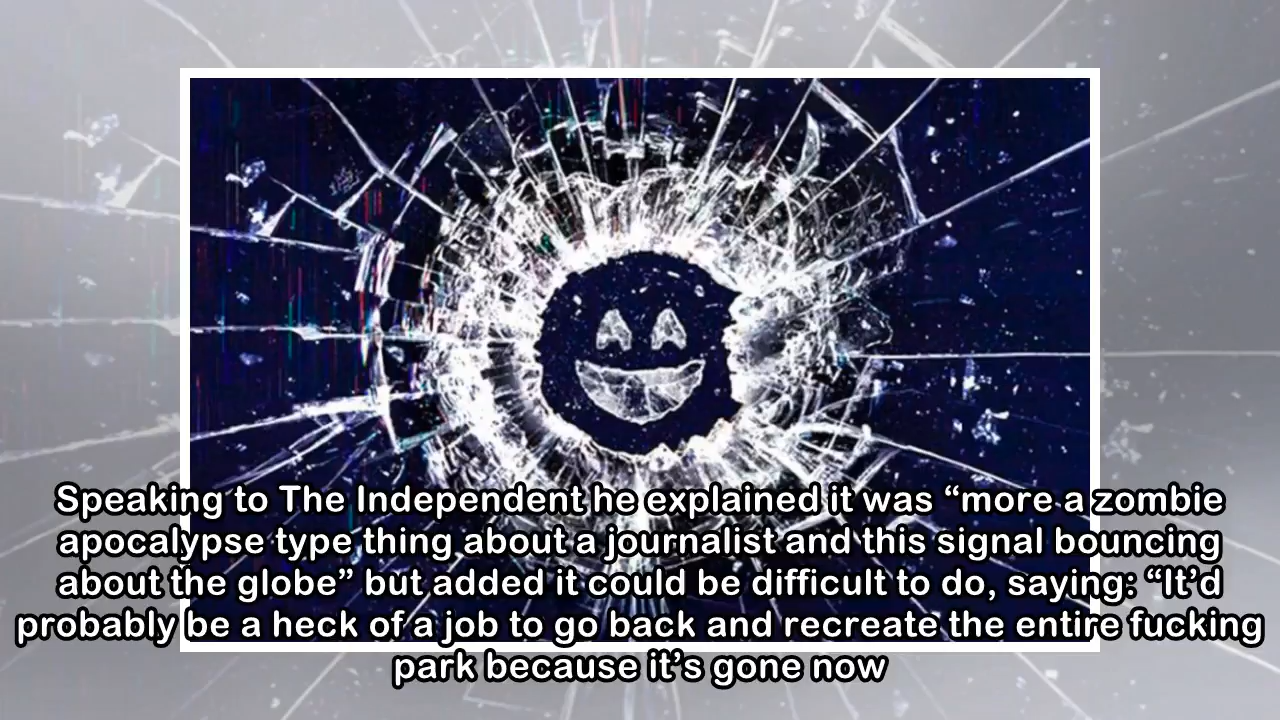 Speaking to The Independent he explained it was “more a zombie
apocalypse type thing about a journalist and this signal bouncing
about the globe” but added it could be difficult to do, saying: “It’d
probably be a heck of a job to go back and recreate the entire fucking
park because it’s gone now